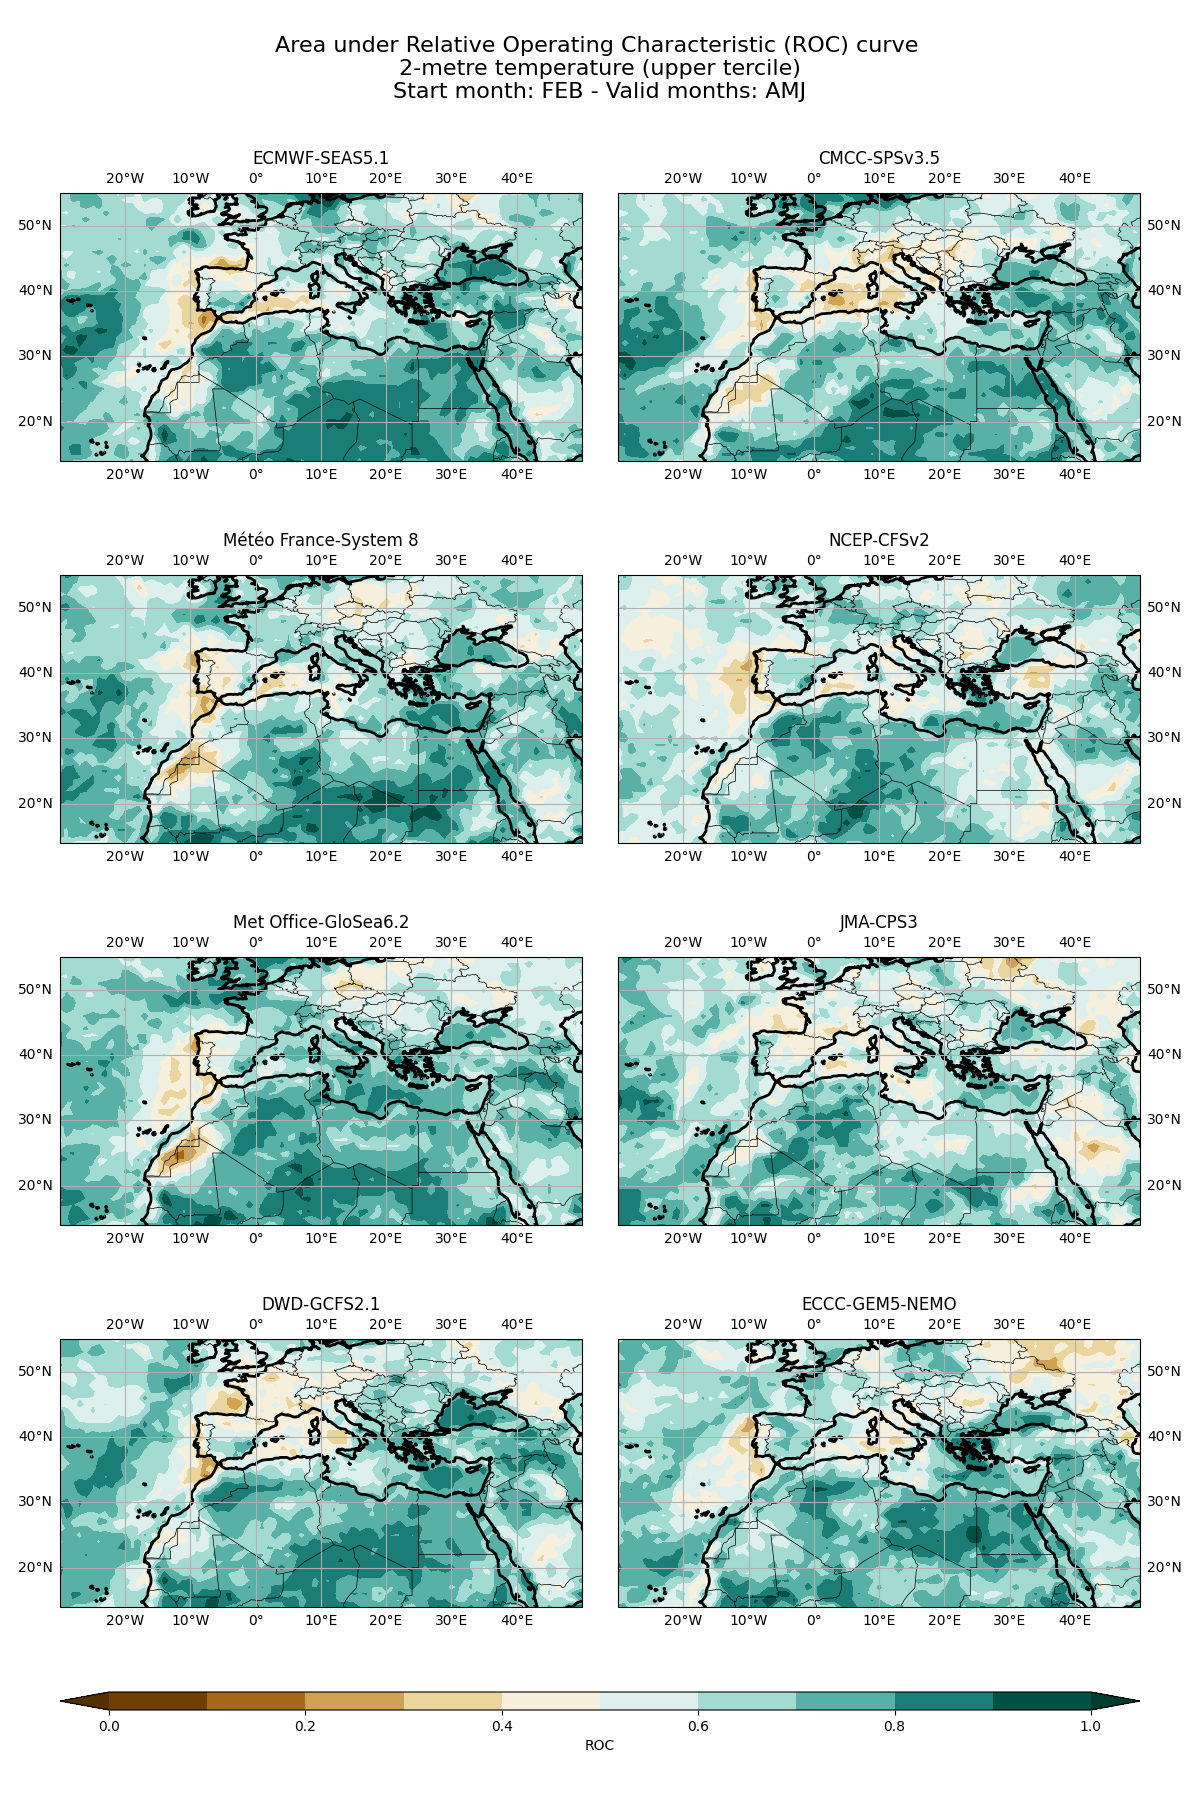 Area under Relative Operating Characteristic (ROC) curve
2-metre temperature (upper tercile)
Start month: FEB - Valid months: AMJ
ECMWF-SEAS5.1
20°W 10°W 0° 10°E 20°E 30°E 40°E
50°N
40°N
30°N
20°N
20°W 10°W 0° 10°E 20°E 30°E 40°E
CMCC-SPSv3.5
20°W 10°W 0° 10°E 20°E 30°E 40°E
50°N
40°N
30°N
20°N
20°W 10°W 0° 10°E 20°E 30°E 40°E
Météo France-System 8
20°W 10°W 0° 10°E 20°E 30°E 40°E
50°N
40°N
30°N
20°N
20°W 10°W 0° 10°E 20°E 30°E 40°E
NCEP-CFSv2
20°W 10°W 0° 10°E 20°E 30°E 40°E
50°N
40°N
30°N
20°N
20°W 10°W 0° 10°E 20°E 30°E 40°E
Met Office-GloSea6.2
20°W 10°W 0° 10°E 20°E 30°E 40°E
50°N
40°N
30°N
20°N
20°W 10°W 0° 10°E 20°E 30°E 40°E
JMA-CPS3
20°W 10°W 0° 10°E 20°E 30°E 40°E
50°N
40°N
30°N
20°N
20°W 10°W 0° 10°E 20°E 30°E 40°E
DWD-GCFS2.1
20°W 10°W 0° 10°E 20°E 30°E 40°E
50°N
40°N
30°N
20°N
20°W 10°W 0° 10°E 20°E 30°E 40°E
ECCC-GEM5-NEMO
20°W 10°W 0° 10°E 20°E 30°E 40°E
50°N
40°N
30°N
20°N
20°W 10°W 0° 10°E 20°E 30°E 40°E
0.0 0.2 0.4 0.6 0.8 1.0
ROC